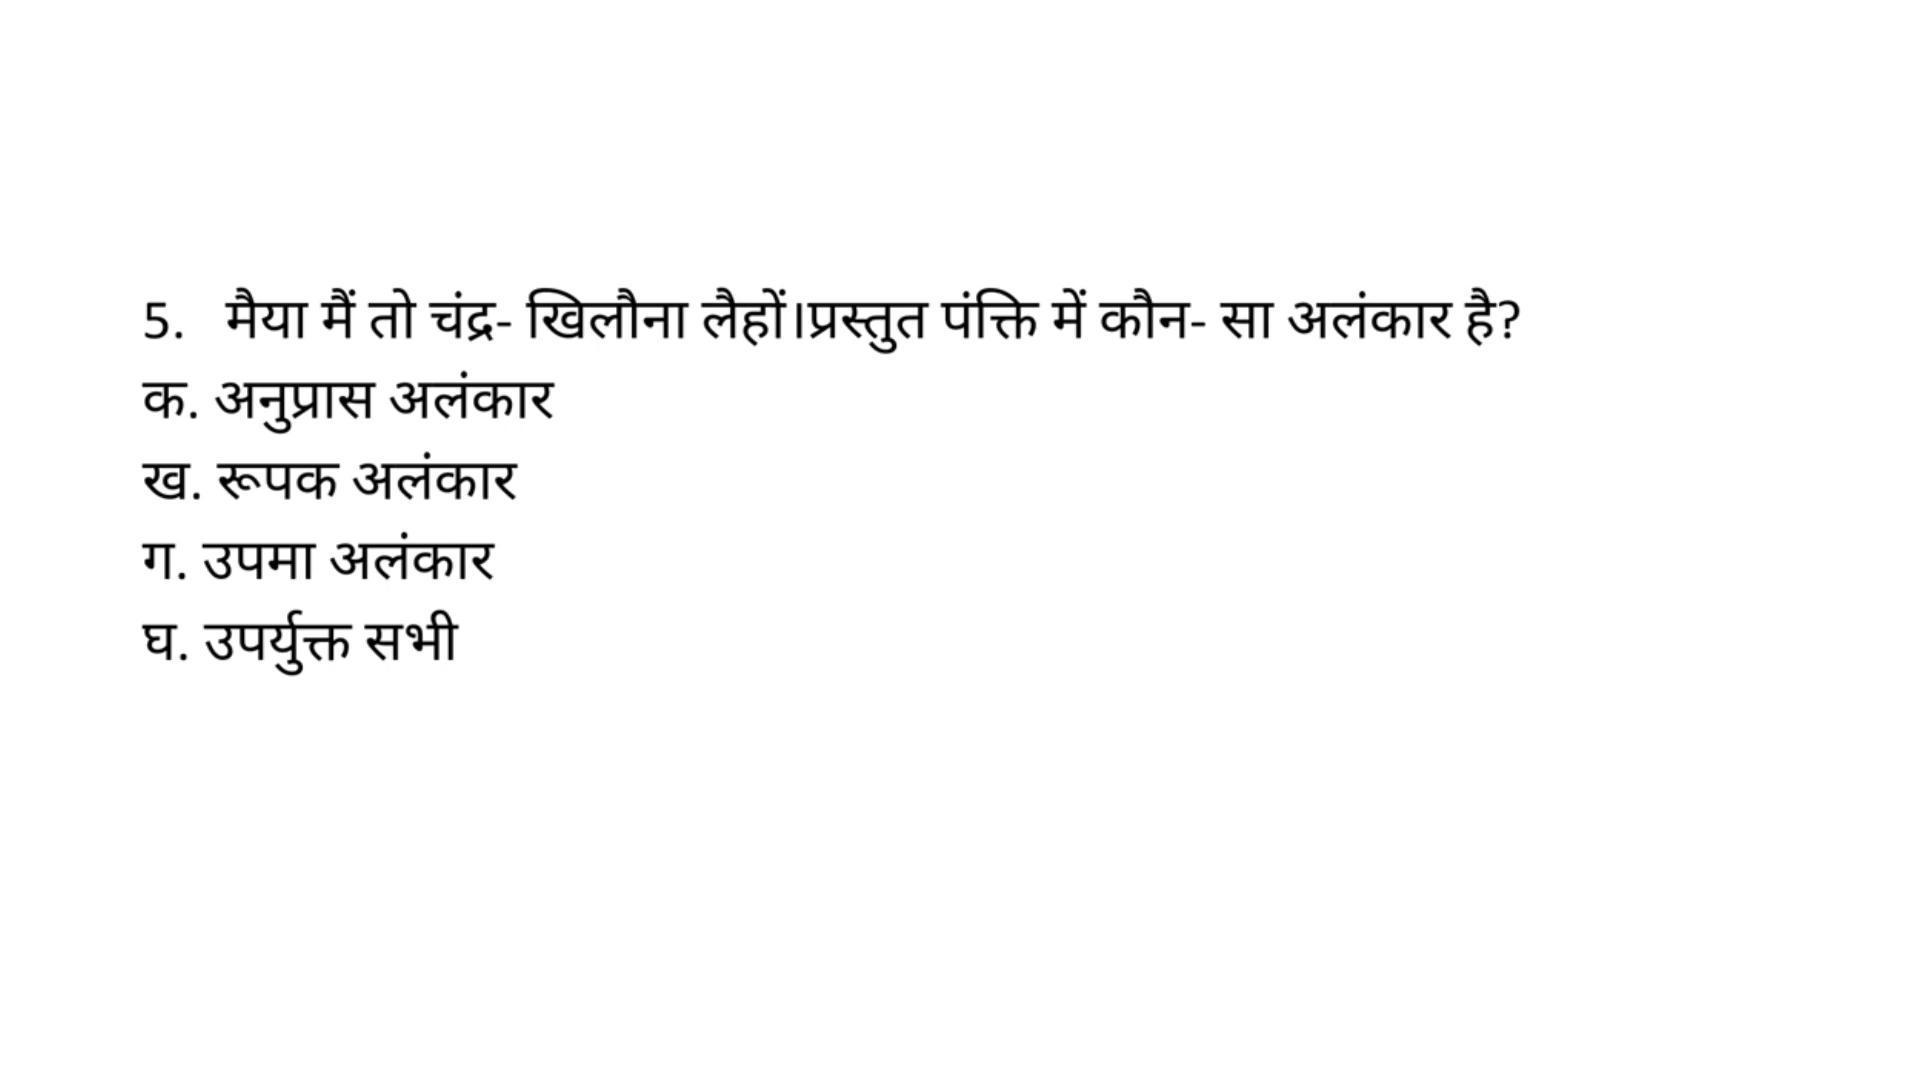 5. मैया मैं तो चंद्र- खिलौना लैहों।प्रस्तुत पंक्ति में कौन- सा अलंकार है?
क. अनुप्रास अलंकार
ख. रूपक अलंकार
ग. उपमा अलंकार
घ. उपर्युक्त सभी